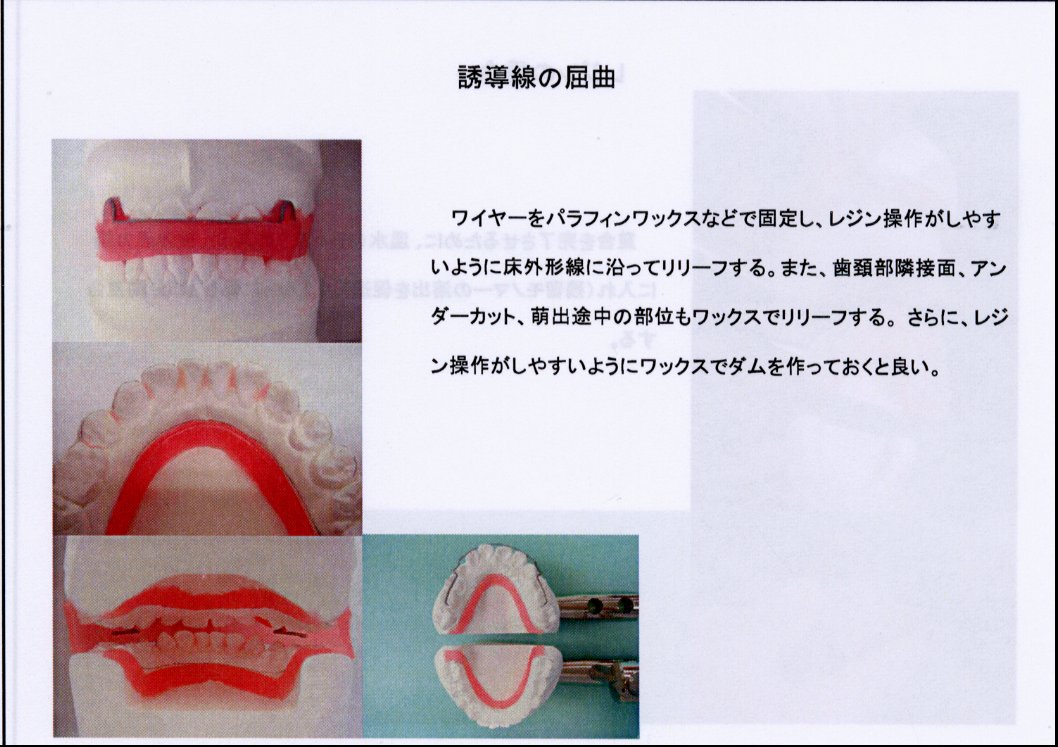 誘導線の屈曲
ワイヤーをパラフィンワックスなどで固定し、レジン操作がしやす
いように床外形線に沿ってリリーフする。また、歯頚部隣接面、アン
ダーカット、萌出途中の部位もワックスでリリーフする。さらに、レジ
ン操作がしやすいようにワックスでダムを作っておくと良い。